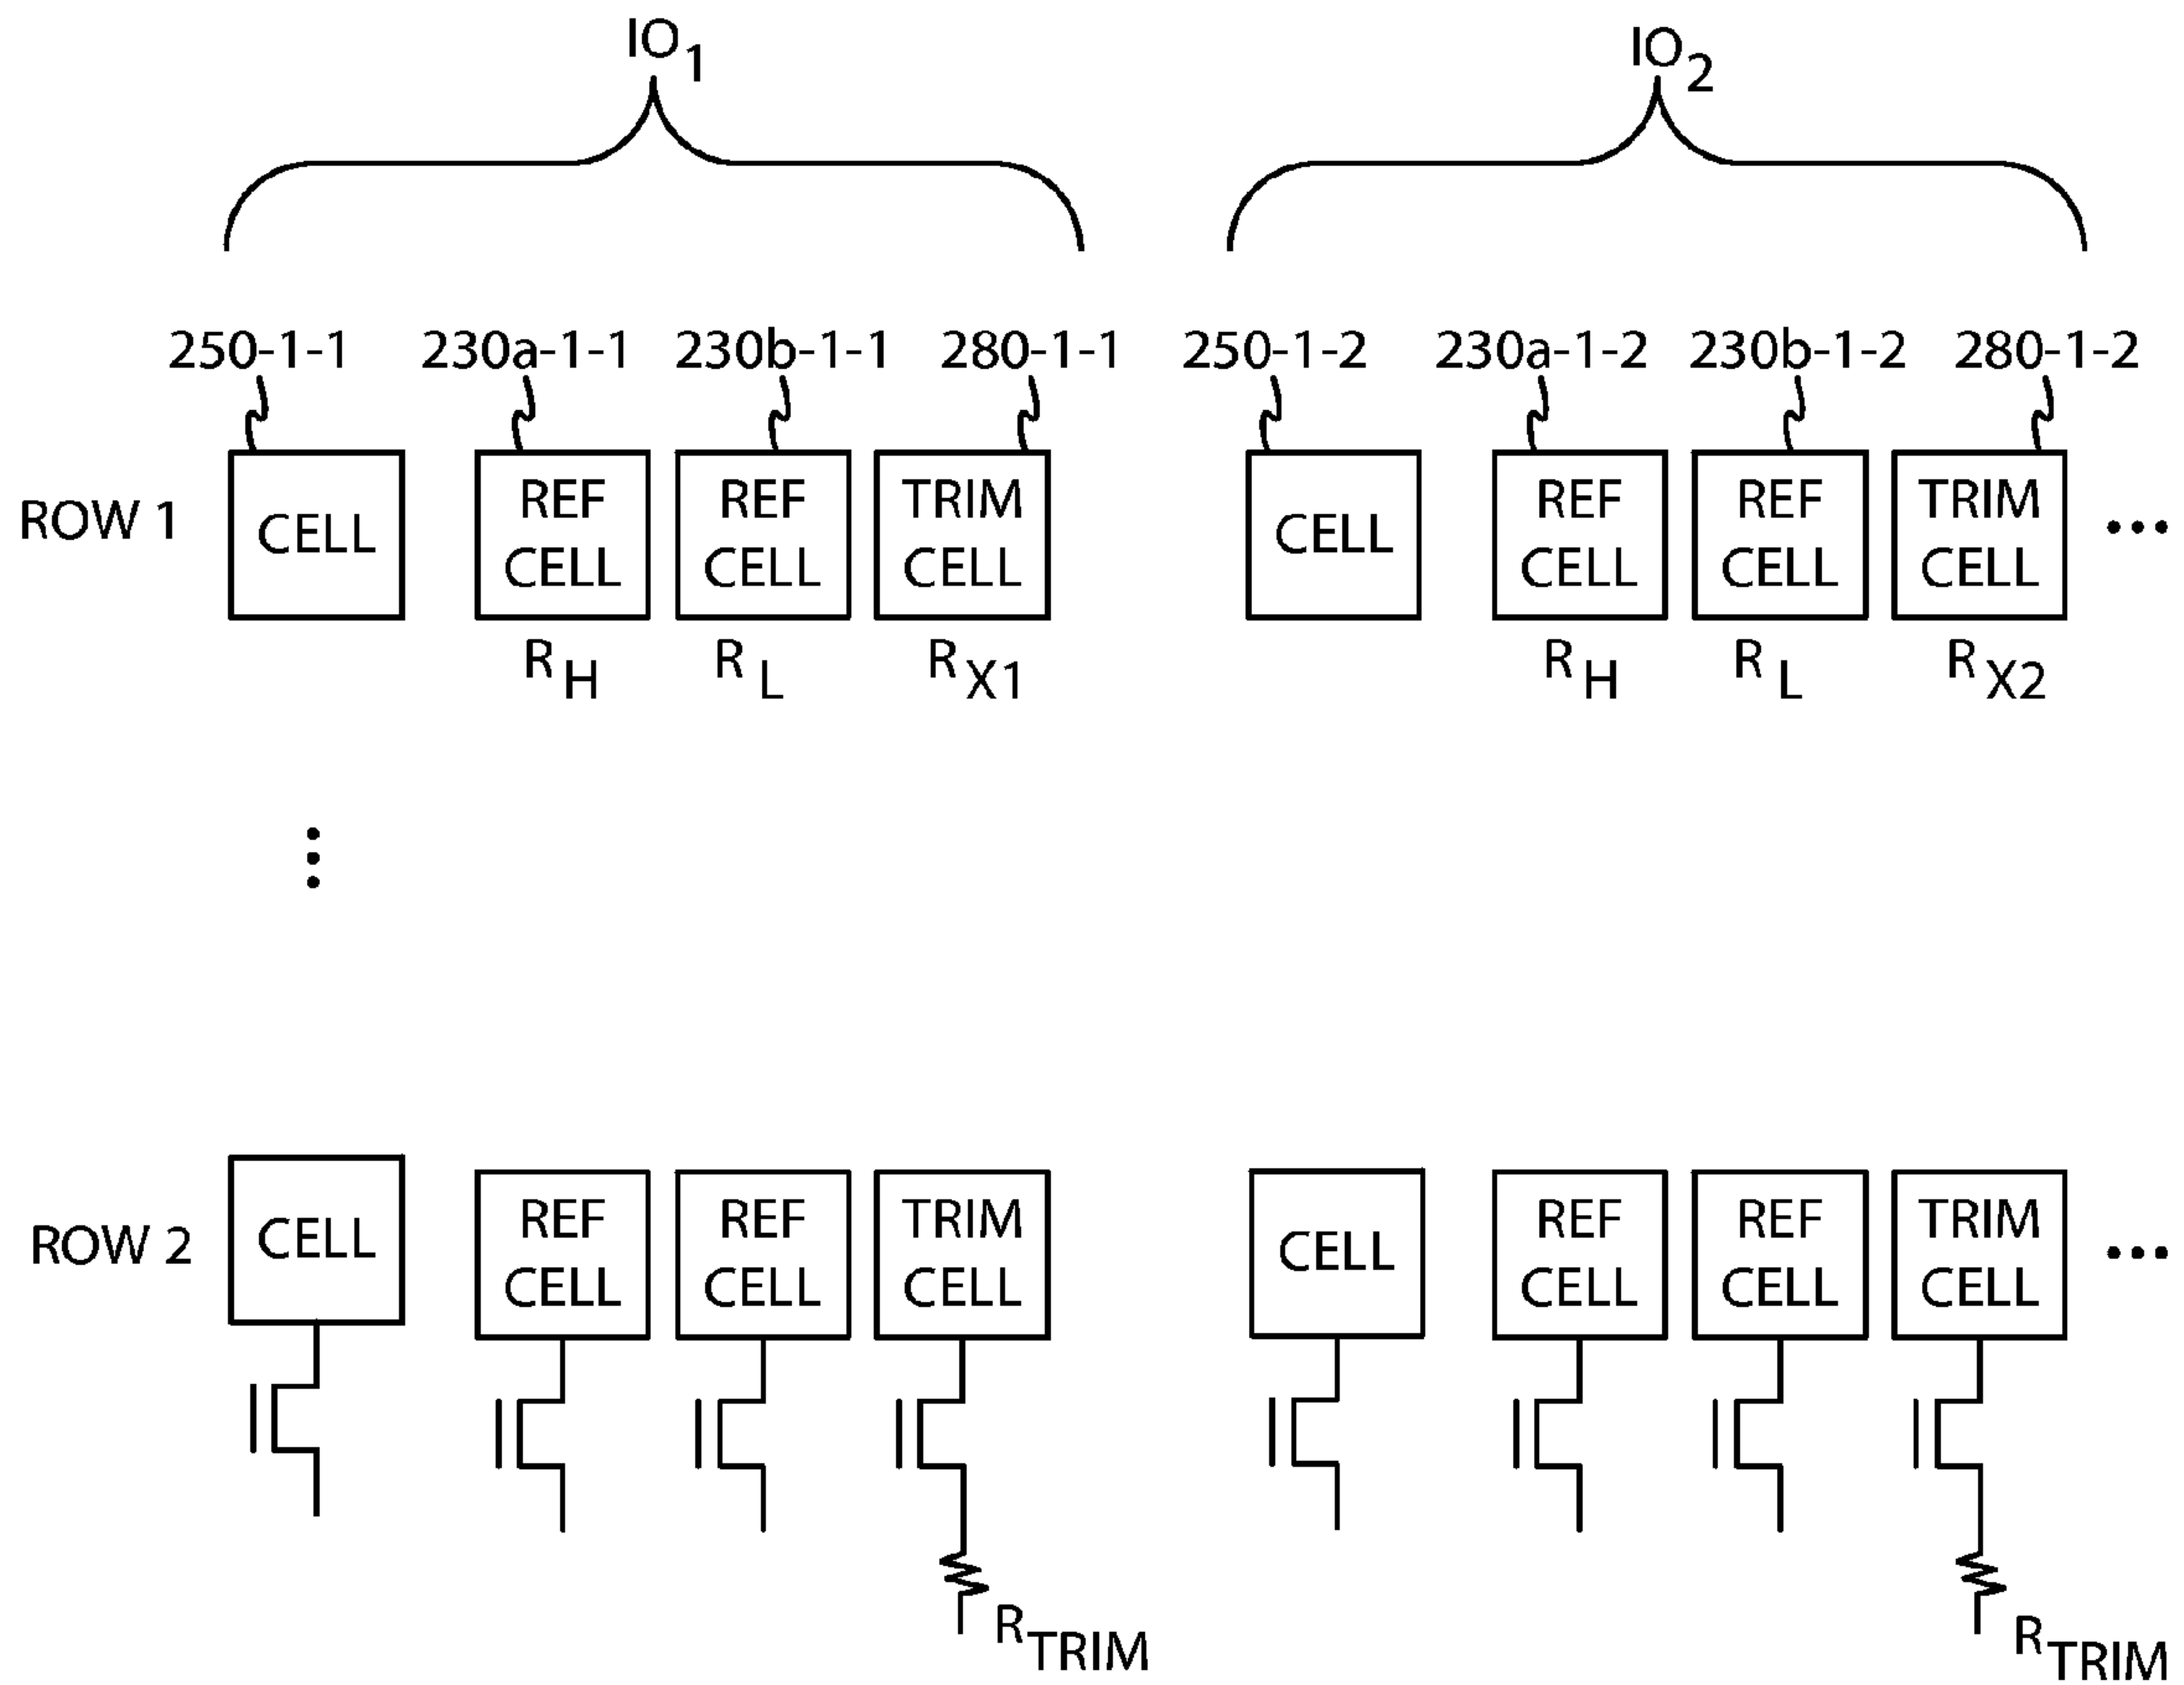 IO1 IO2
250-1-1 230a-1-1 230b-1-1 280-1-1 250-1-2 230a-1-2 230b-1-2 280-1-2
ROW 1 CELL REF CELL REF CELL TRIM CELL CELL REF CELL REF CELL TRIM CELL ...
RH RL RX1 RH RL RX2
ROW 2 CELL REF CELL REF CELL TRIM CELL CELL REF CELL REF CELL TRIM CELL ...
RTRIM RTRIM